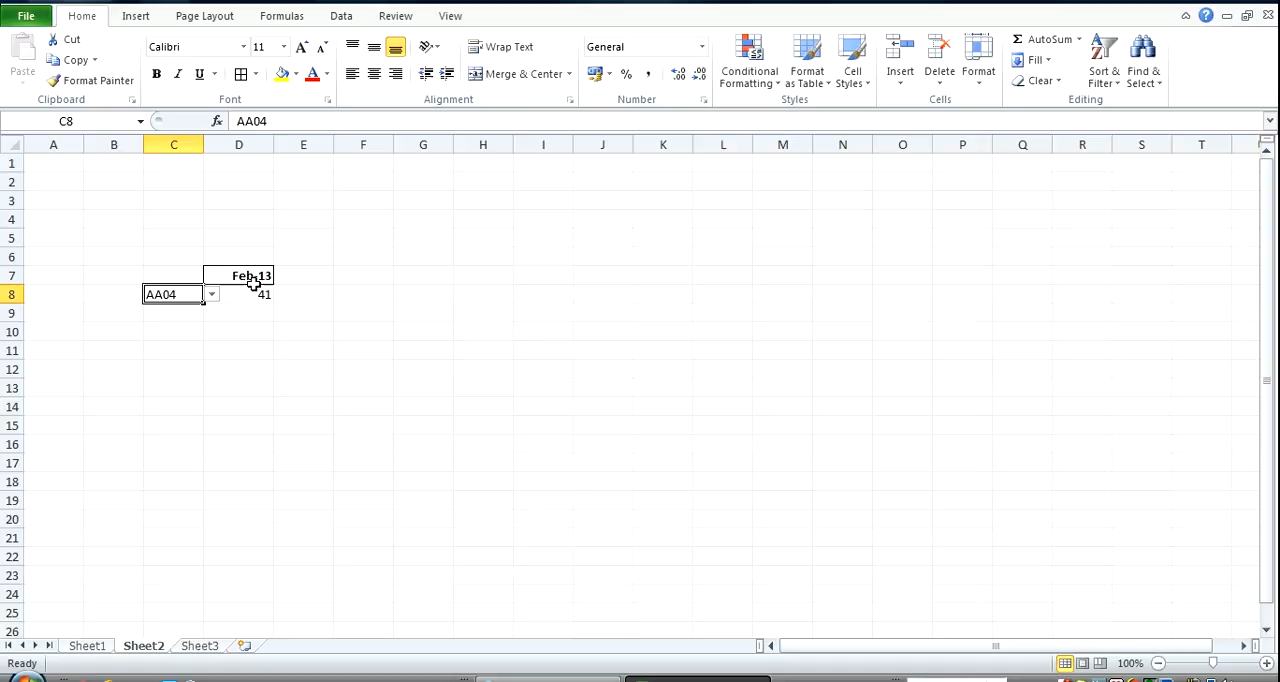 File Home Insert Page Layout Formulas Data Review View
Paste Cut Copy Format Painter Clipboard
Calibri 11 A A B I U A Font
Wrap Text Merge & Center Alignment
General % , Number
Conditional Formatting Format as Table Cell Styles Styles
Insert Delete Format Cells
Σ AutoSum Fill Clear Sort & Filter Find & Select Editing
C8 fx AA04
A B C D E F G H I J K L M N O P Q R S T
1
2
3
4
5
6
7 Feb-13
8 AA04 41
9
10
11
12
13
14
15
16
17
18
19
20
21
22
23
24
25
26
Sheet1 Sheet2 Sheet3
Ready 100%